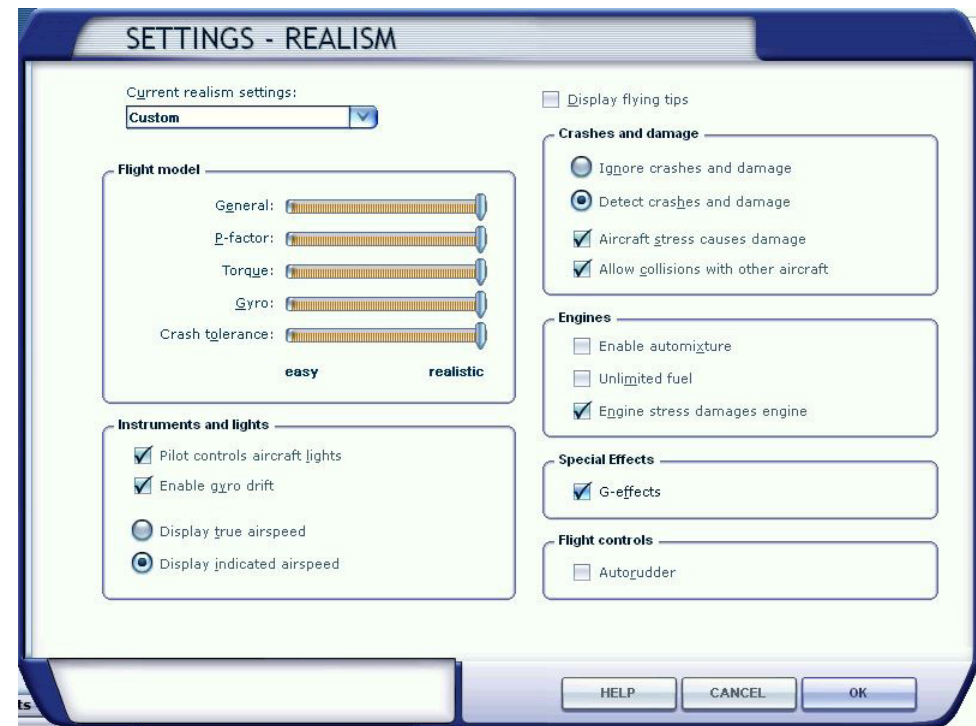 SETTINGS - REALISM
Current realism settings:
Custom
Flight model
General:
P-factor:
Torque:
Gyro:
Crash tolerance:
easy realistic
Instruments and lights
Pilot controls aircraft lights
Enable gyro drift
Display true airspeed
Display indicated airspeed
Display flying tips
Crashes and damage
Ignore crashes and damage
Detect crashes and damage
Aircraft stress causes damage
Allow collisions with other aircraft
Engines
Enable automixture
Unlimited fuel
Engine stress damages engine
Special Effects
G-effects
Flight controls
Autorudder
ts
HELP CANCEL OK